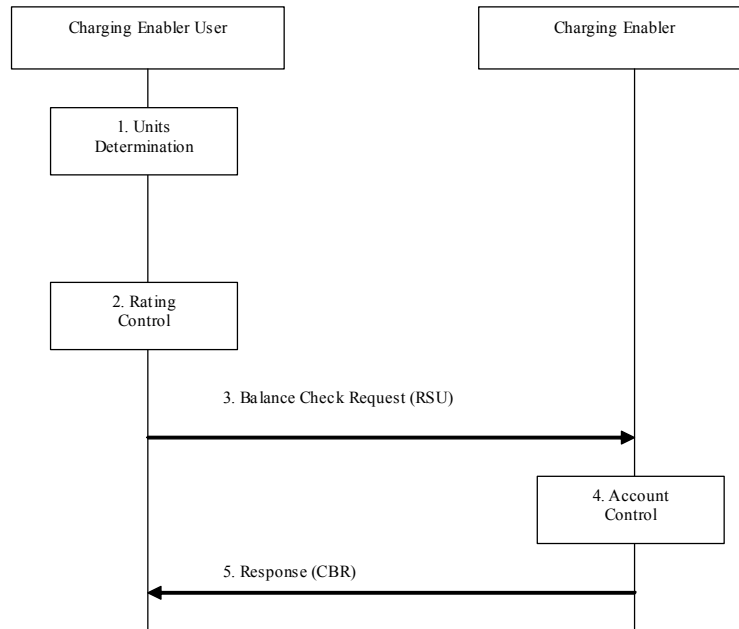 Charging Enabler User
Charging Enabler
1. Units
Determination
2. Rating
Control
3. Balance Check Request (RSU)
4. Account
Control
5. Response (CBR)